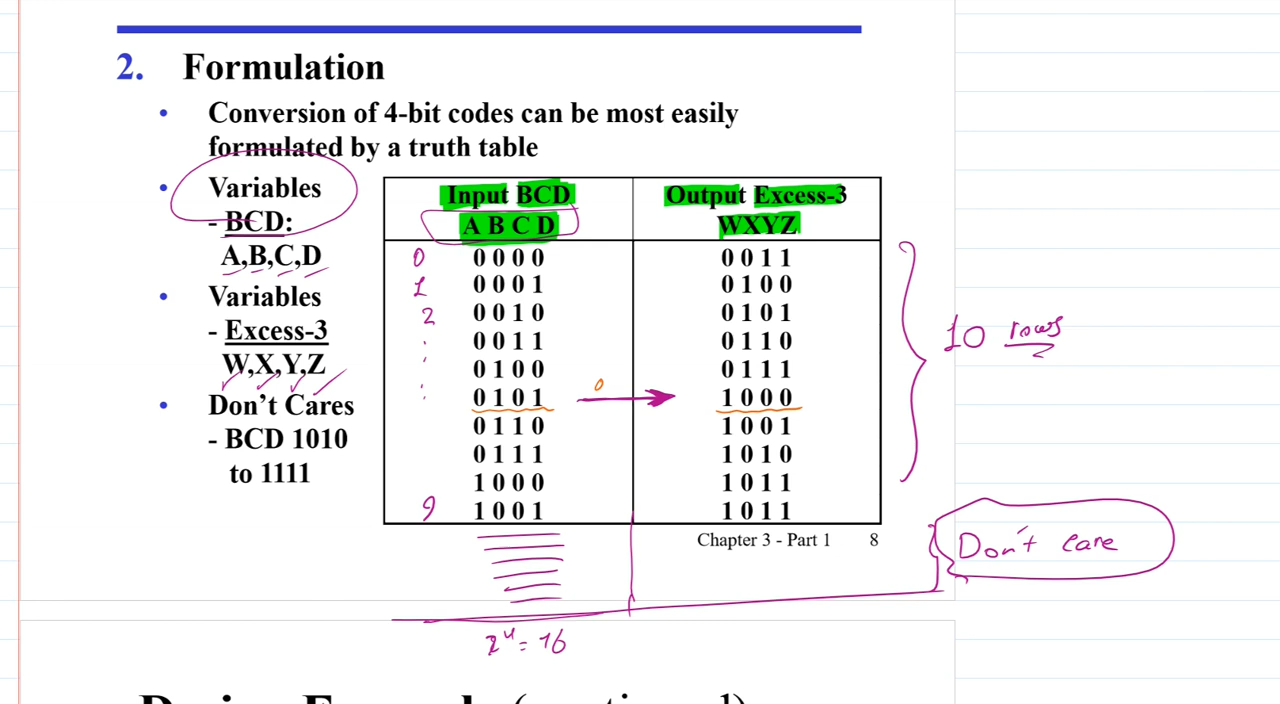 2. Formulation
• Conversion of 4-bit codes can be most easily
formulated by a truth table
• Variables
- BCD:
A,B,C,D
• Variables
- Excess-3
W,X,Y,Z
• Don't Cares
- BCD 1010
to 1111
Input BCD Output Excess-3
A B C D WXYZ
0 0 0 0 0 0 0 1 1
1 0 0 0 1 0 1 0 0
2 0 0 1 0 0 1 0 1
0 0 1 1 0 1 1 0
0 1 0 0 0 1 1 1
0 1 0 1 0 1 0 0 0
0 1 1 0 1 0 0 1
0 1 1 1 1 0 1 0
1 0 0 0 1 0 1 1
9 1 0 0 1 1 0 1 1
10 rows
Chapter 3 - Part 1 8
Don't care
2⁴ = 16